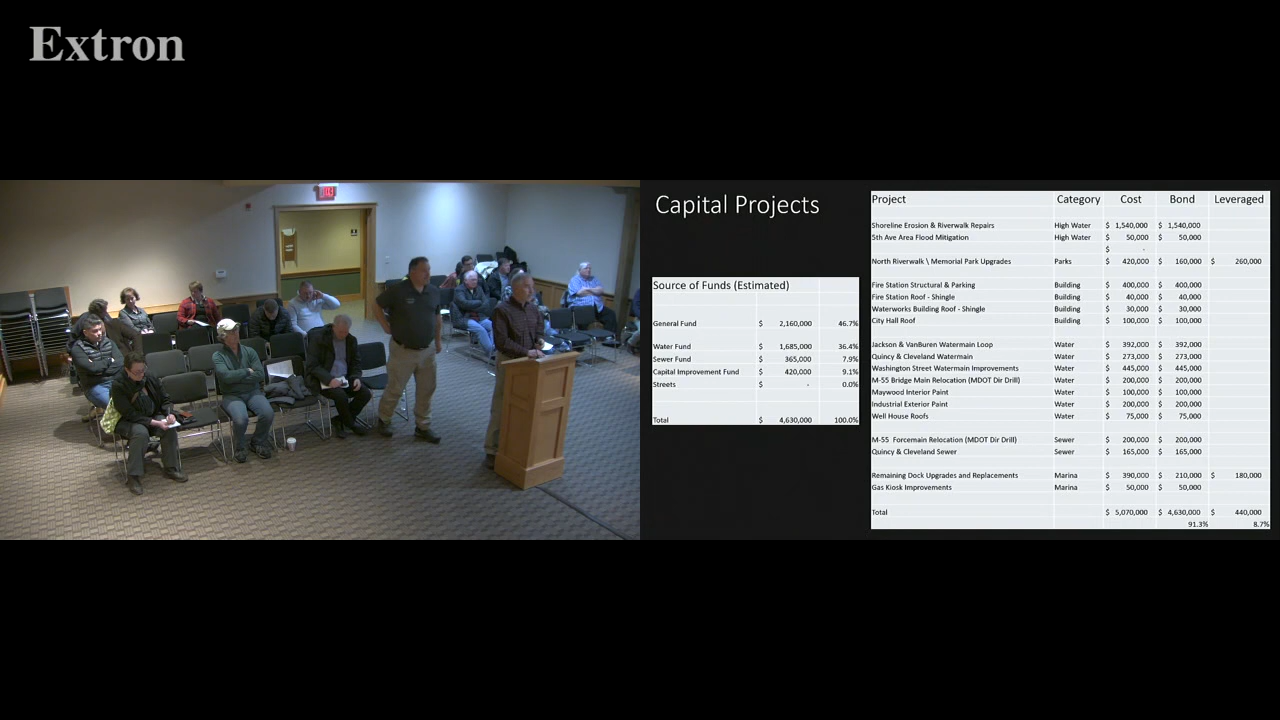 Extron
EXIT
Capital Projects
Source of Funds (Estimated)
General Fund $ 2,160,000 46.7%
Water Fund $ 1,685,000 36.4%
Sewer Fund $ 365,000 7.9%
Capital Improvement Fund $ 420,000 9.1%
Streets $ - 0.0%
Total $ 4,630,000 100.0%
Project Category Cost Bond Leveraged
Shoreline Erosion & Riverwalk Repairs High Water $ 1,540,000 $ 1,540,000
5th Ave Area Flood Mitigation High Water $ 50,000 $ 50,000
$ -
North Riverwalk \ Memorial Park Upgrades Parks $ 420,000 $ 160,000 $ 260,000
Fire Station Structural & Parking Building $ 400,000 $ 400,000
Fire Station Roof - Shingle Building $ 40,000 $ 40,000
Waterworks Building Roof - Shingle Building $ 30,000 $ 30,000
City Hall Roof Building $ 100,000 $ 100,000
Jackson & VanBuren Watermain Loop Water $ 392,000 $ 392,000
Quincy & Cleveland Watermain Water $ 273,000 $ 273,000
Washington Street Watermain Improvements Water $ 445,000 $ 445,000
M-55 Bridge Main Relocation (MDOT Dir Drill) Water $ 200,000 $ 200,000
Maywood Interior Paint Water $ 100,000 $ 100,000
Industrial Exterior Paint Water $ 200,000 $ 200,000
Well House Roofs Water $ 75,000 $ 75,000
M-55 Forcemain Relocation (MDOT Dir Drill) Sewer $ 200,000 $ 200,000
Quincy & Cleveland Sewer Sewer $ 165,000 $ 165,000
Remaining Dock Upgrades and Replacements Marina $ 390,000 $ 210,000 $ 180,000
Gas Kiosk Improvements Marina $ 50,000 $ 50,000
Total $ 5,070,000 $ 4,630,000 $ 440,000
91.3% 8.7%